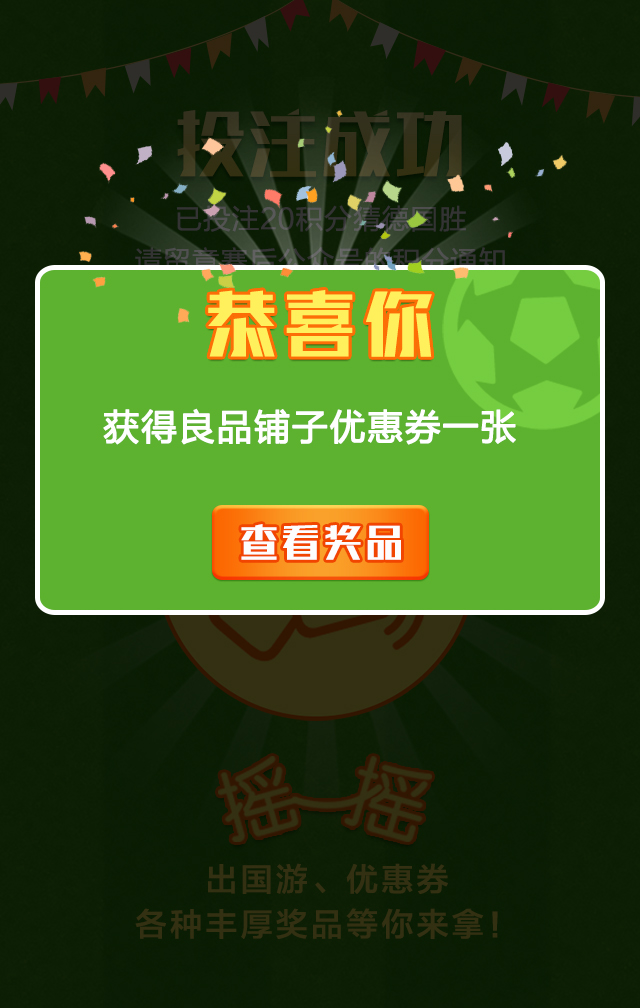 投注成功
已投注20积分猜德国胜
请留意赛后公众号的积分通知
恭喜你
获得良品铺子优惠券一张
查看奖品
摇一摇
出国游、优惠券
各种丰厚奖品等你来拿!